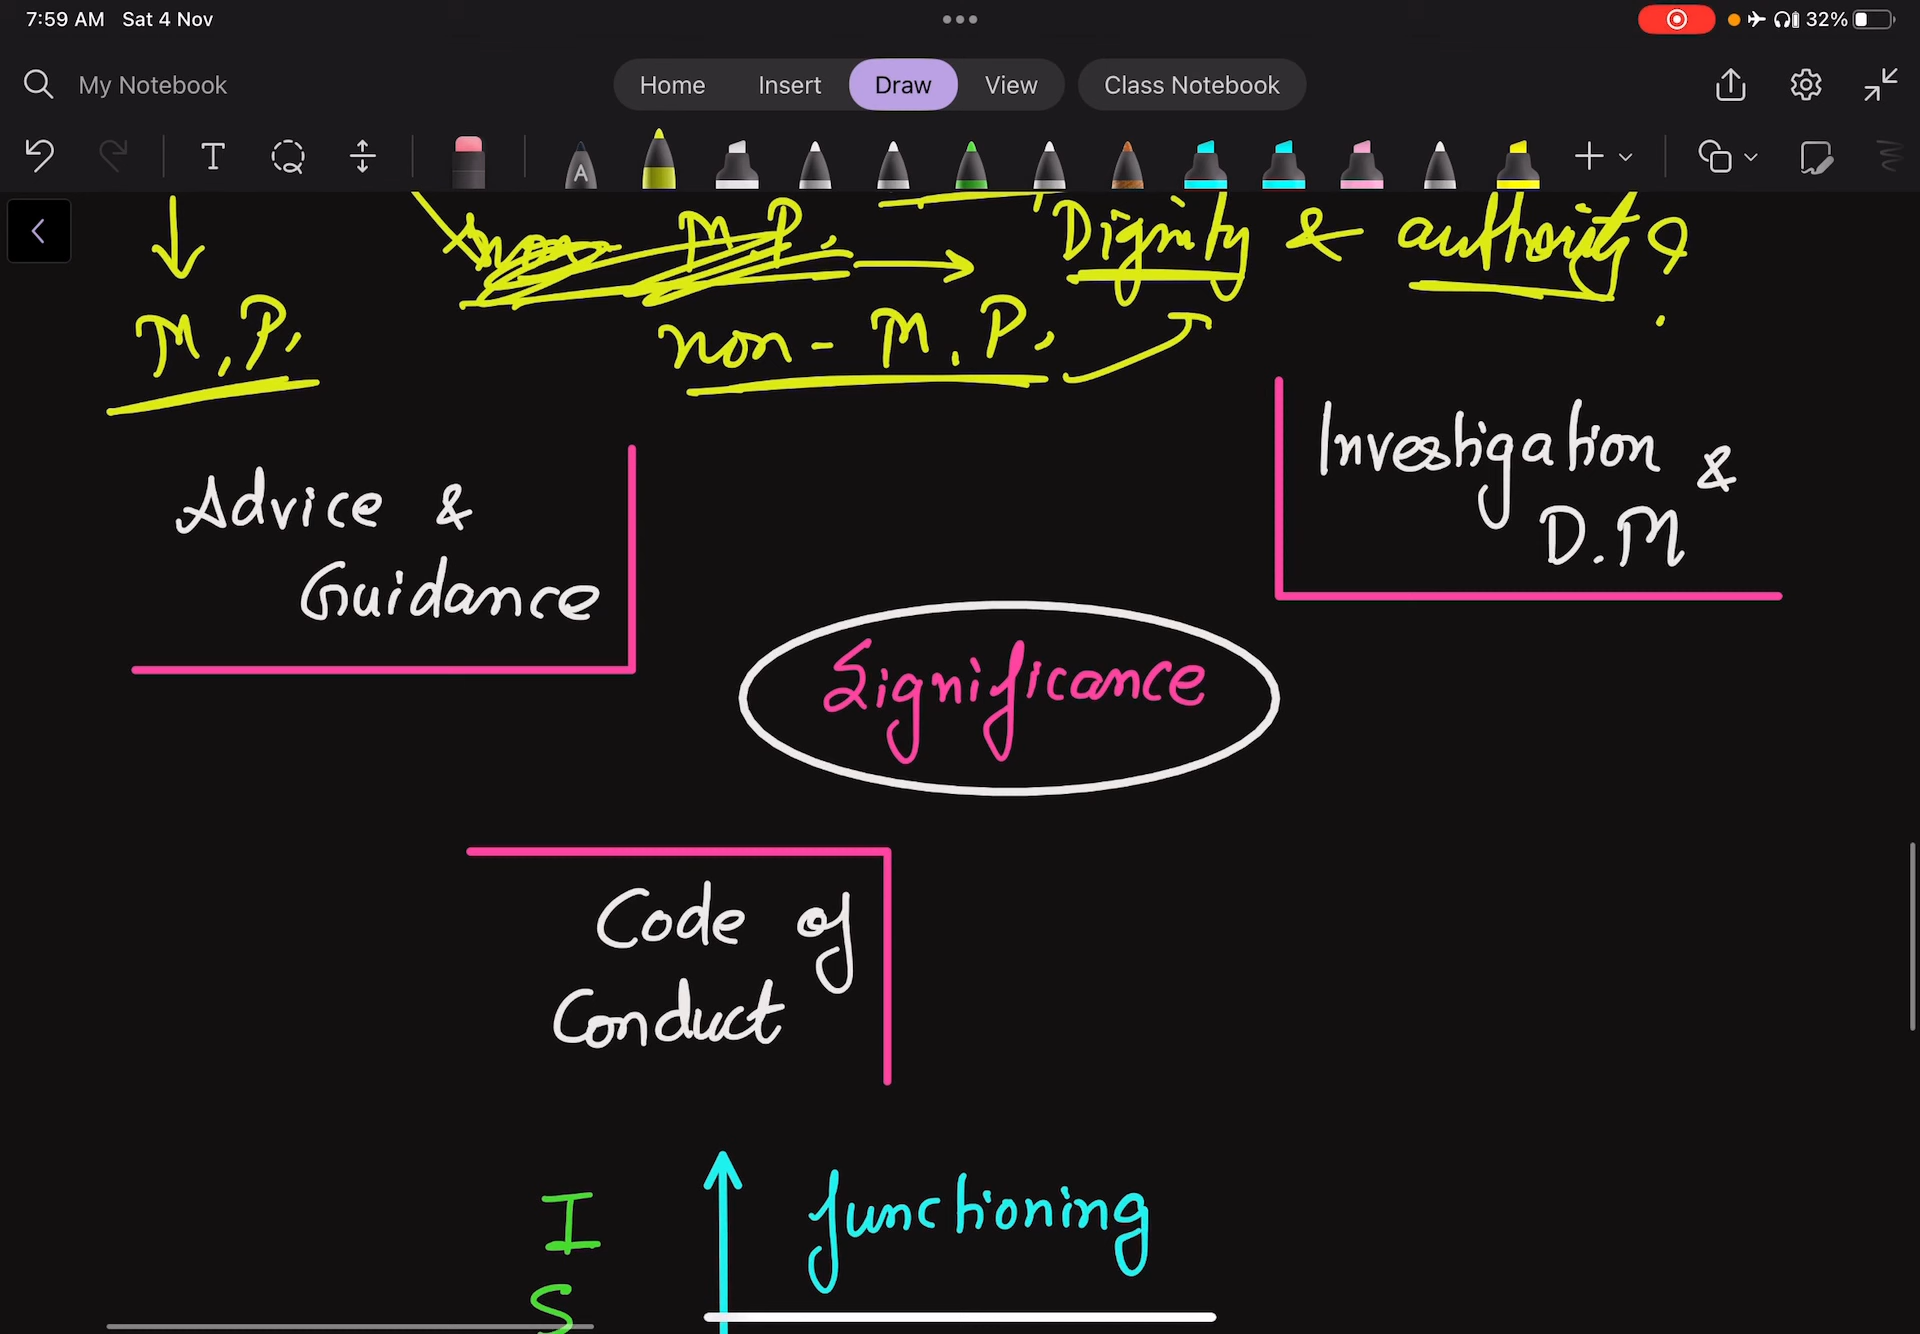 7:59 AM Sat 4 Nov
32%
My Notebook
Home Insert Draw View Class Notebook
T
A
non M.P. Dignity & authority?
M.P. non-M.P.
Investigation &
D.M
Advice &
Guidance
Significance
Code of
Conduct
I functioning
S